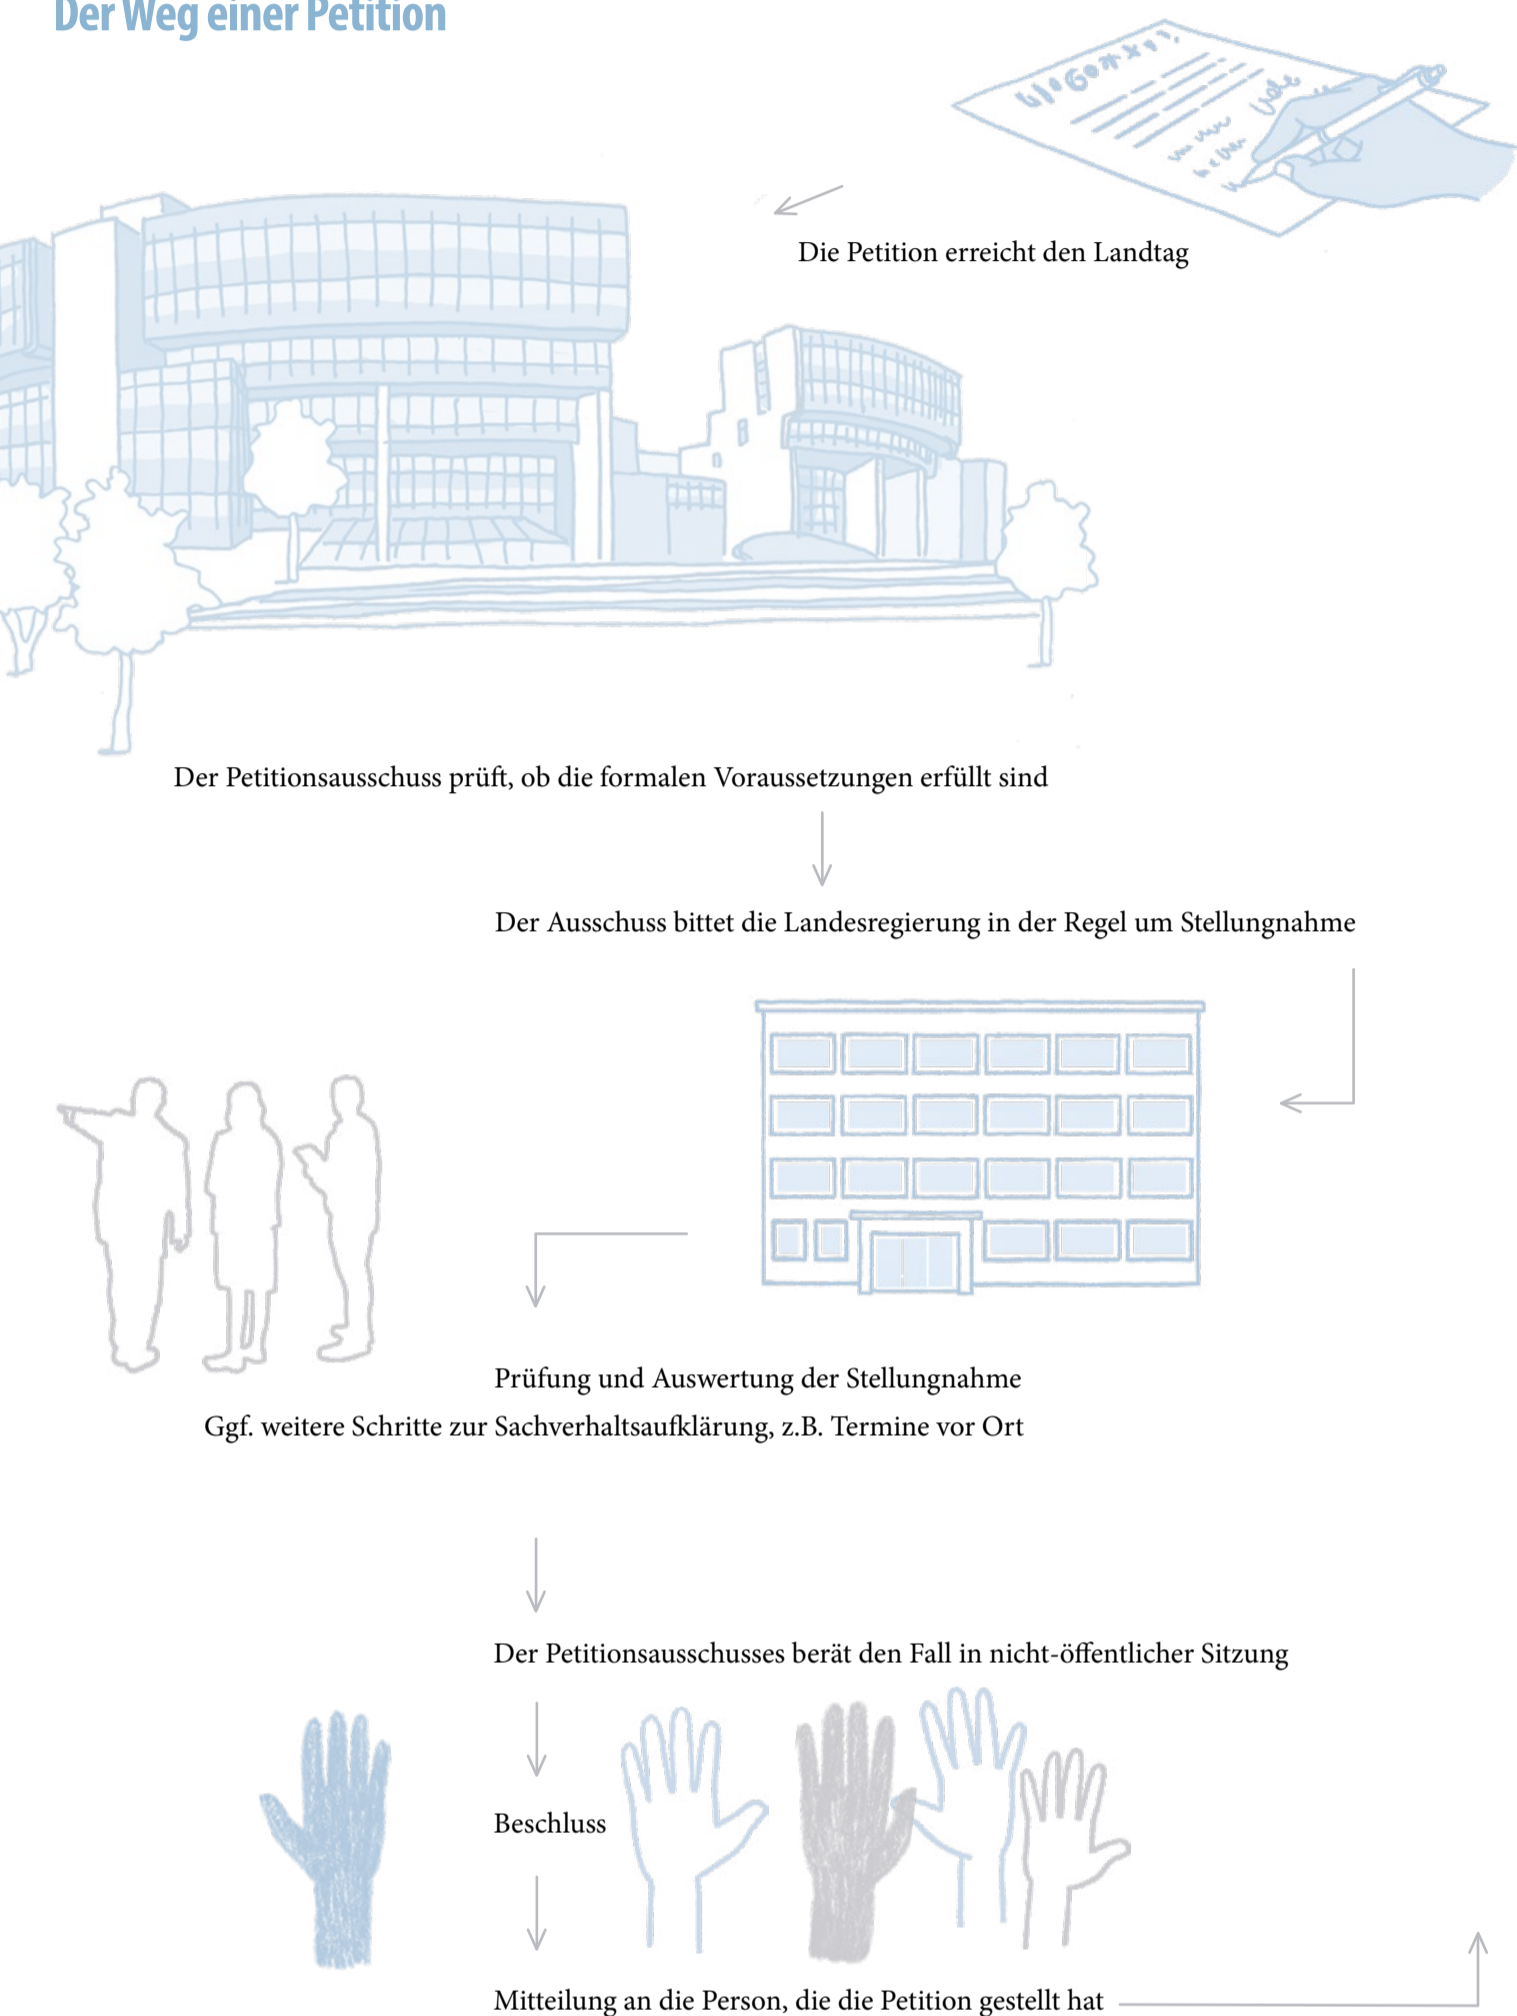 Der Weg einer Petition
Die Petition erreicht den Landtag
Der Petitionsausschuss prüft, ob die formalen Voraussetzungen erfüllt sind
Der Ausschuss bittet die Landesregierung in der Regel um Stellungnahme
Prüfung und Auswertung der Stellungnahme
Ggf. weitere Schritte zur Sachverhaltsaufklärung, z.B. Termine vor Ort
Der Petitionsausschusses berät den Fall in nicht-öffentlicher Sitzung
Beschluss
Mitteilung an die Person, die die Petition gestellt hat